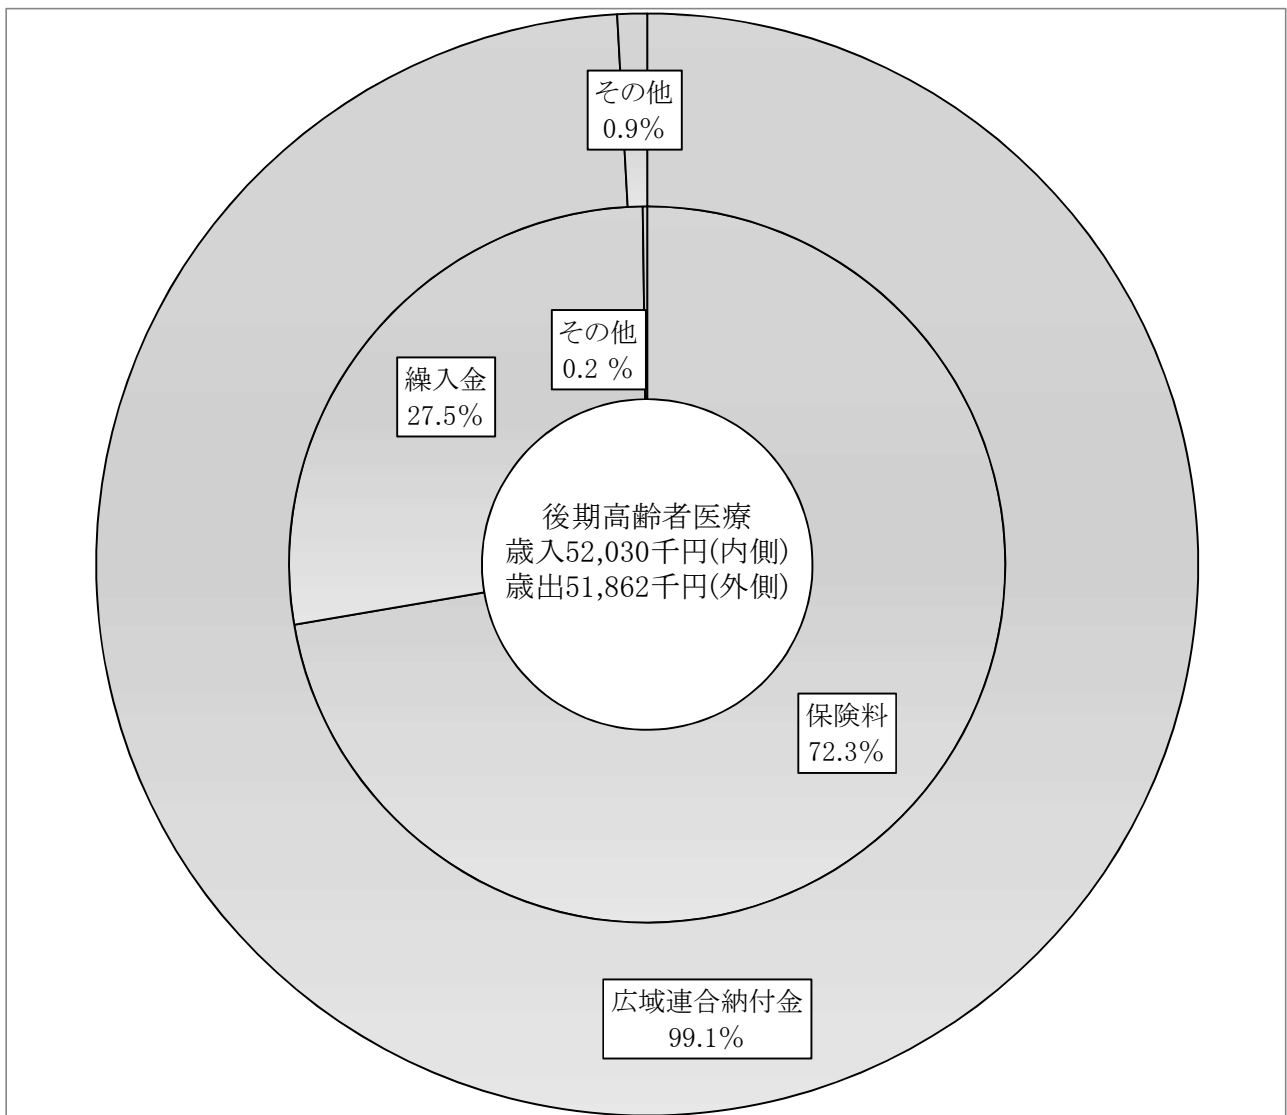 その他
0.9%
その他
0.2 %
繰入金
27.5%
後期高齢者医療
歳入52,030千円(内側)
歳出51,862千円(外側)
保険料
72.3%
広域連合納付金
99.1%